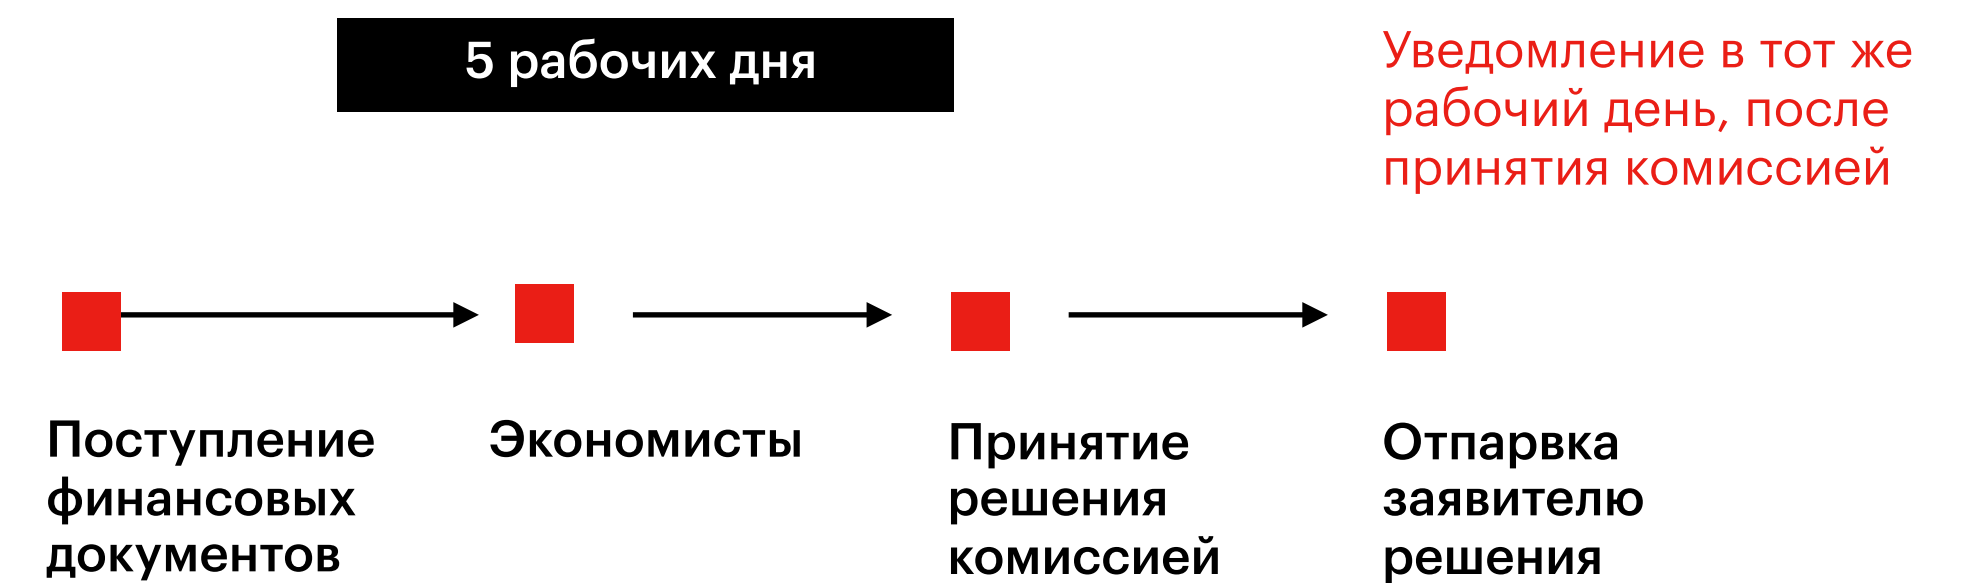 5 рабочих дня
Уведомление в тот же
рабочий день, после
принятия комиссией
Поступление
финансовых
документов
Экономисты
Принятие
решения
комиссией
Отпарвка
заявителю
решения